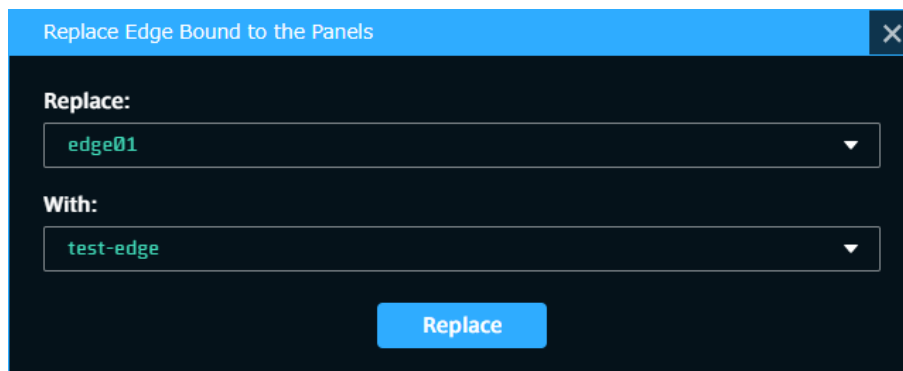 Replace Edge Bound to the Panels
Replace:
edge01
With:
test-edge
Replace